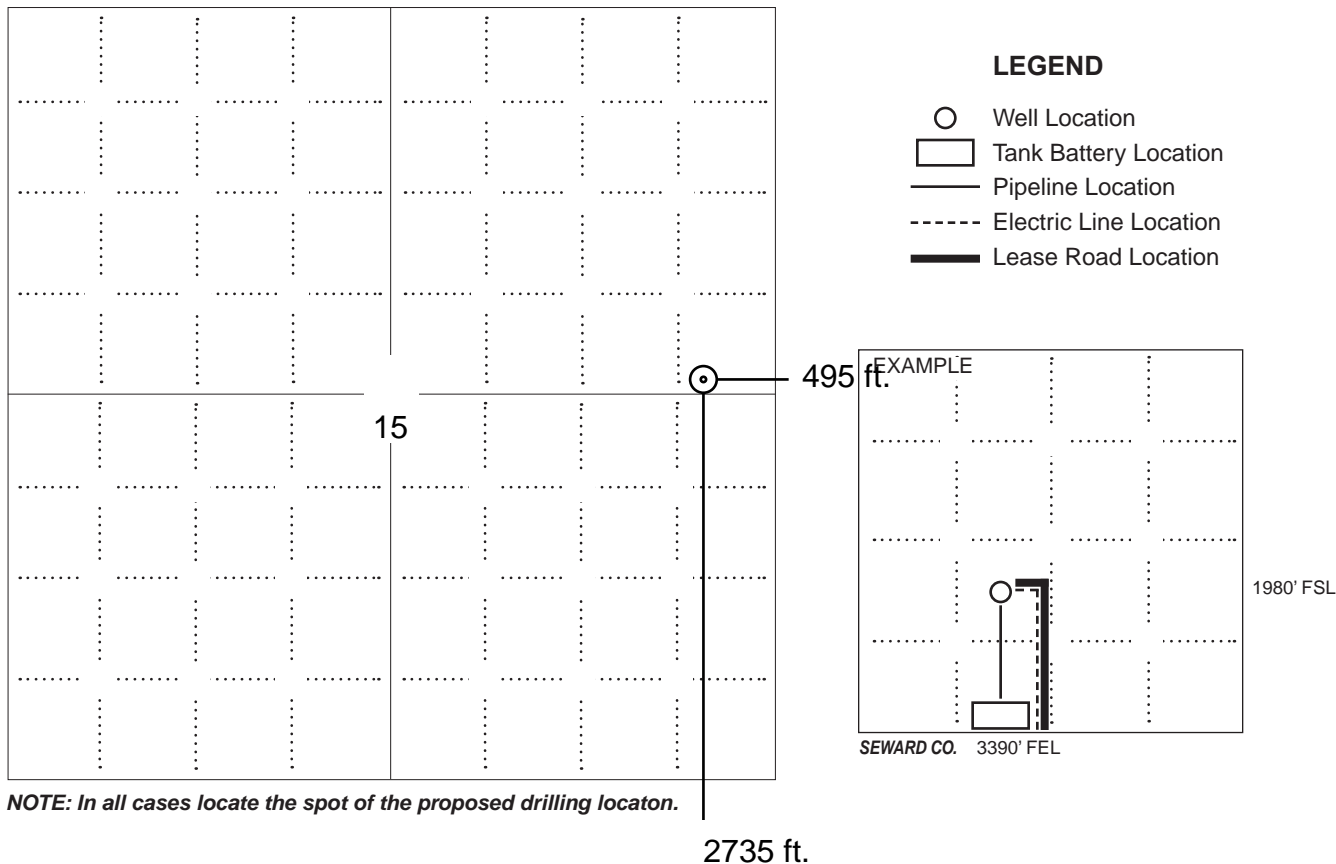 LEGEND
Well Location
Tank Battery Location
Pipeline Location
Electric Line Location
Lease Road Location
495 ft.
EXAMPLE
15
1980' FSL
SEWARD CO. 3390' FEL
NOTE: In all cases locate the spot of the proposed drilling locaton.
2735 ft.